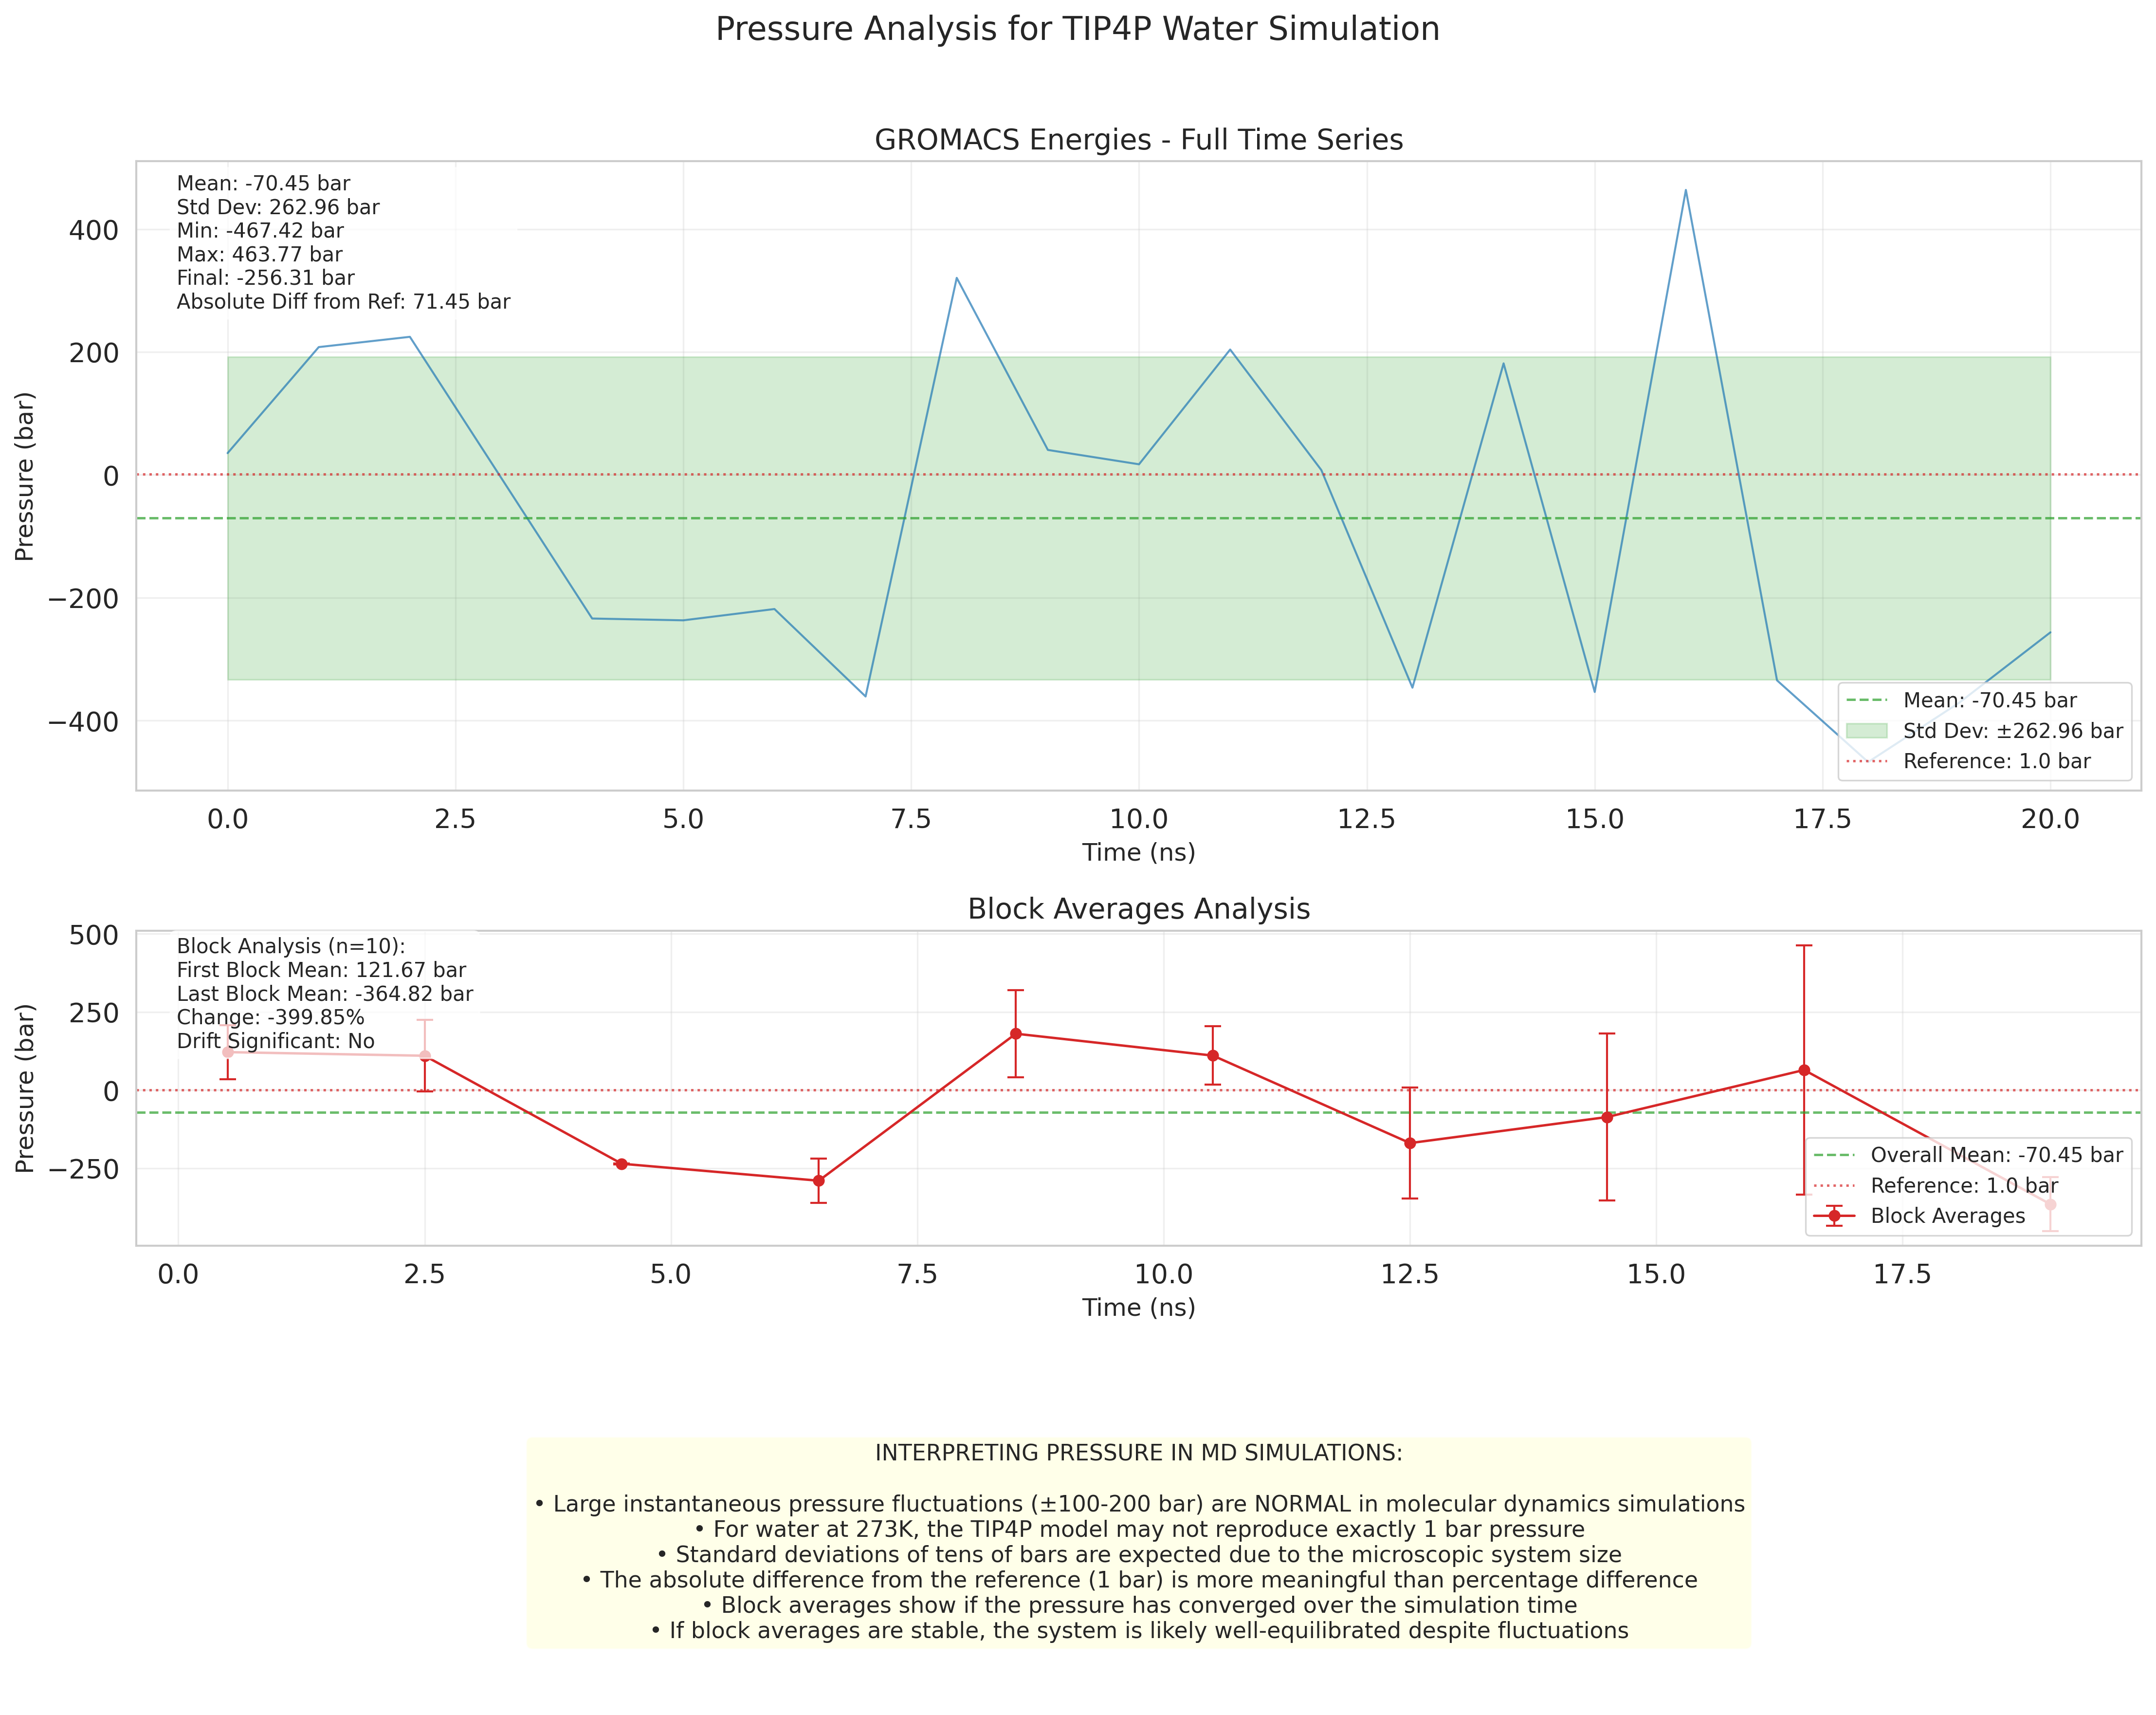 Pressure Analysis for TIP4P Water Simulation
GROMACS Energies - Full Time Series
Mean: -70.45 bar
Std Dev: 262.96 bar
Min: -467.42 bar
Max: 463.77 bar
Final: -256.31 bar
Absolute Diff from Ref: 71.45 bar
400
200
0
−200
−400
Pressure (bar)
Mean: -70.45 bar
Std Dev: ±262.96 bar
Reference: 1.0 bar
0.0 2.5 5.0 7.5 10.0 12.5 15.0 17.5 20.0
Time (ns)
Block Averages Analysis
Block Analysis (n=10):
First Block Mean: 121.67 bar
Last Block Mean: -364.82 bar
Change: -399.85%
Drift Significant: No
500
250
0
−250
Pressure (bar)
Overall Mean: -70.45 bar
Reference: 1.0 bar
Block Averages
0.0 2.5 5.0 7.5 10.0 12.5 15.0 17.5
Time (ns)
INTERPRETING PRESSURE IN MD SIMULATIONS:
• Large instantaneous pressure fluctuations (±100-200 bar) are NORMAL in molecular dynamics simulations
• For water at 273K, the TIP4P model may not reproduce exactly 1 bar pressure
• Standard deviations of tens of bars are expected due to the microscopic system size
• The absolute difference from the reference (1 bar) is more meaningful than percentage difference
• Block averages show if the pressure has converged over the simulation time
• If block averages are stable, the system is likely well-equilibrated despite fluctuations